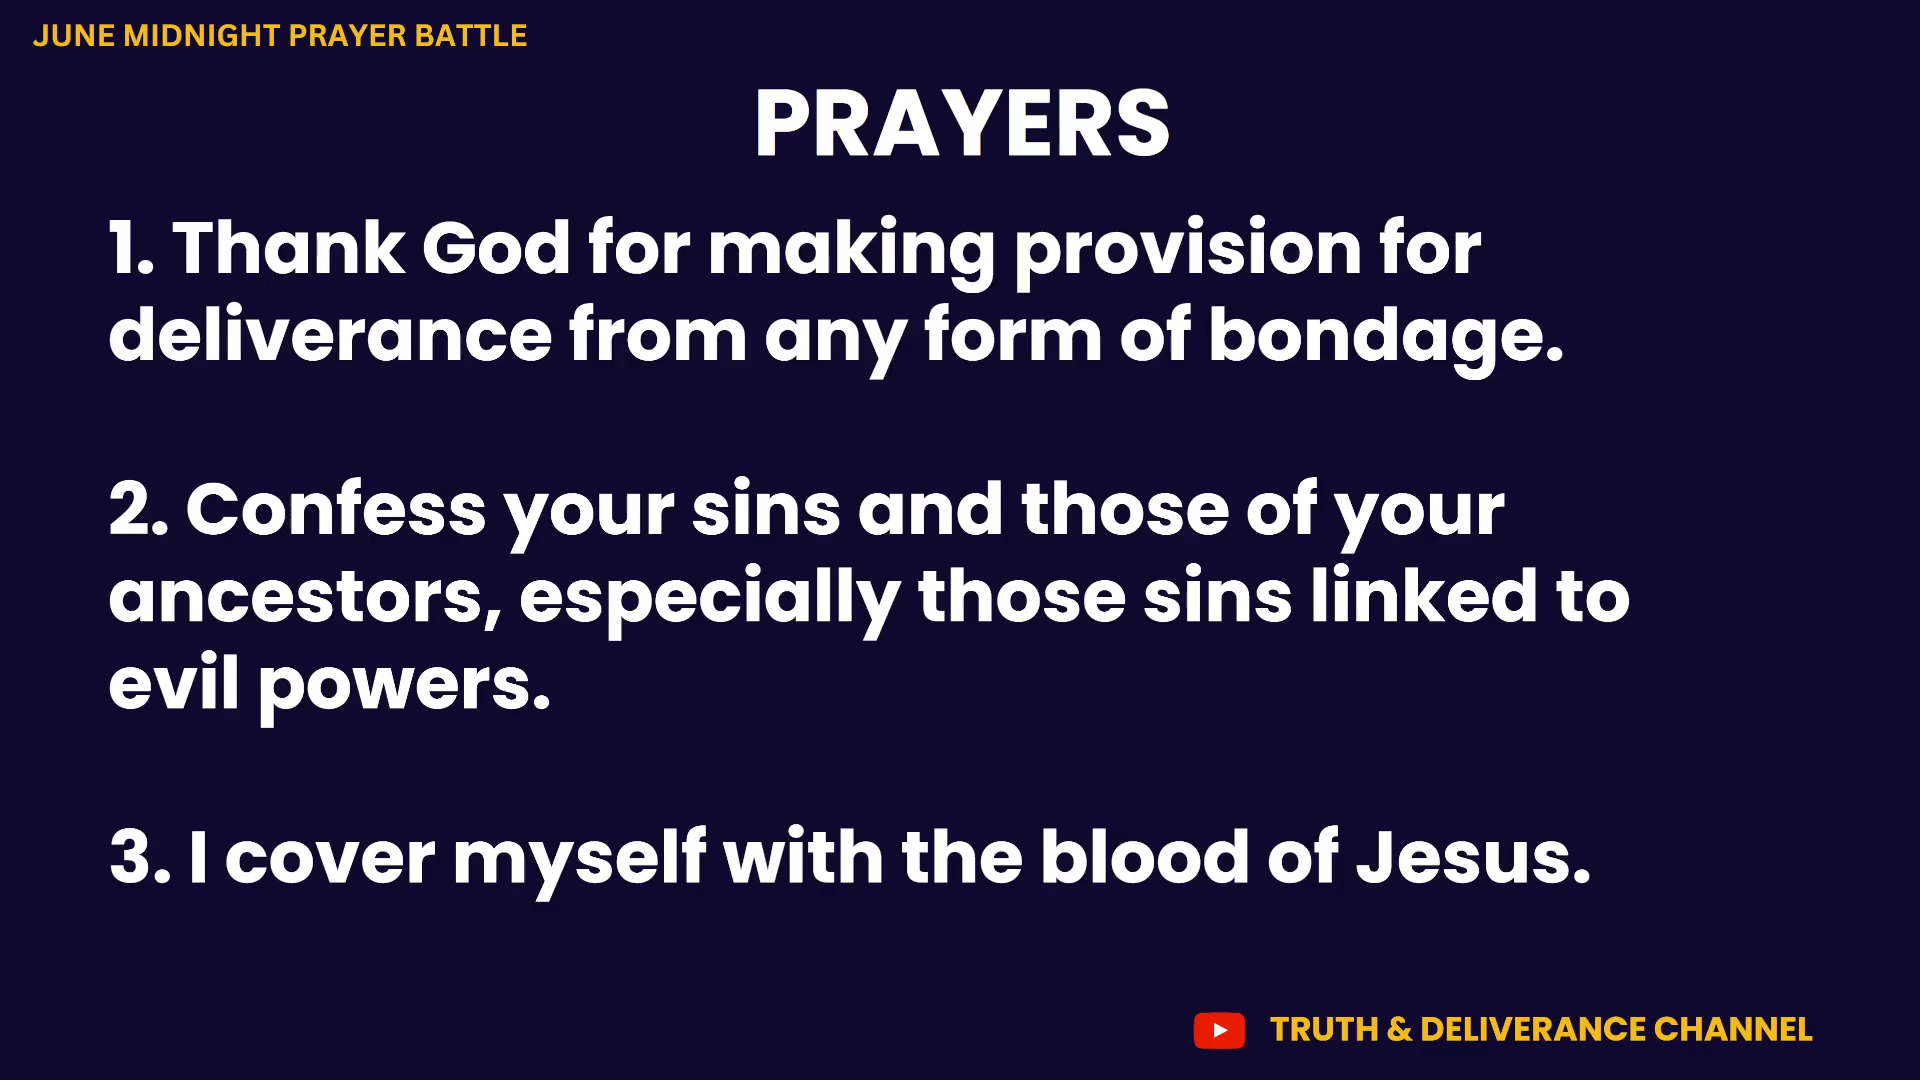 JUNE MIDNIGHT PRAYER BATTLE
PRAYERS
1. Thank God for making provision for
deliverance from any form of bondage.
2. Confess your sins and those of your
ancestors, especially those sins linked to
evil powers.
3. I cover myself with the blood of Jesus.
TRUTH & DELIVERANCE CHANNEL